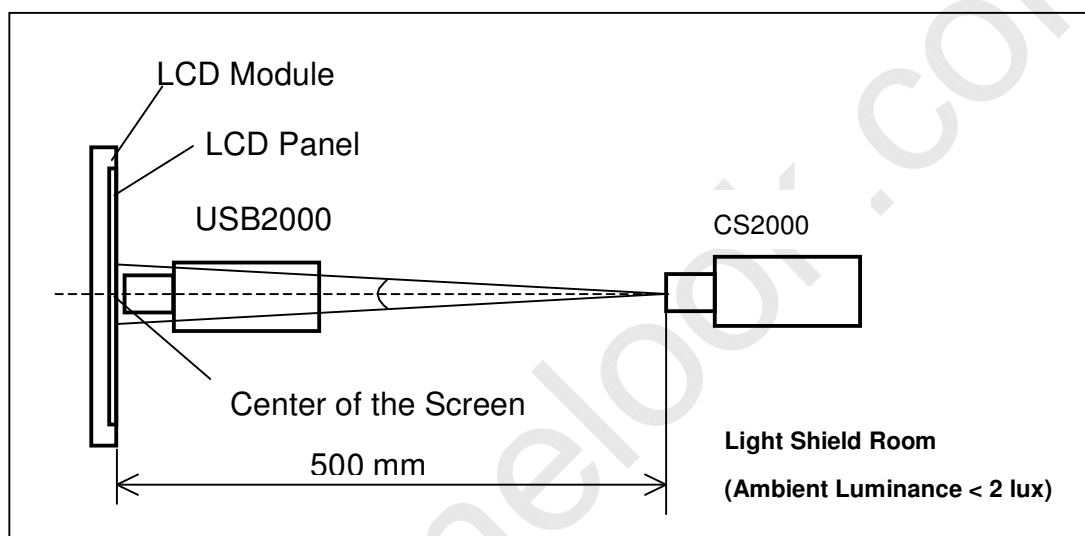 LCD Module
LCD Panel
USB2000
CS2000
Center of the Screen
500 mm
Light Shield Room
(Ambient Luminance < 2 lux)